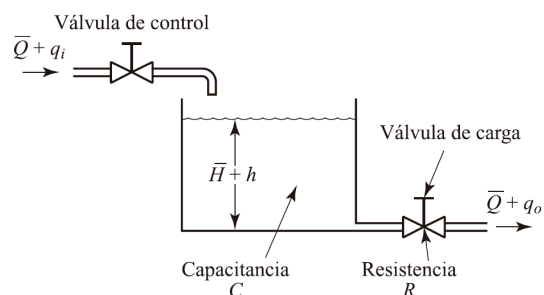 Válvula de control
Q̅ + qᵢ
Válvula de carga
H̅ + h
Q̅ + qₒ
Capacitancia
C
Resistencia
R